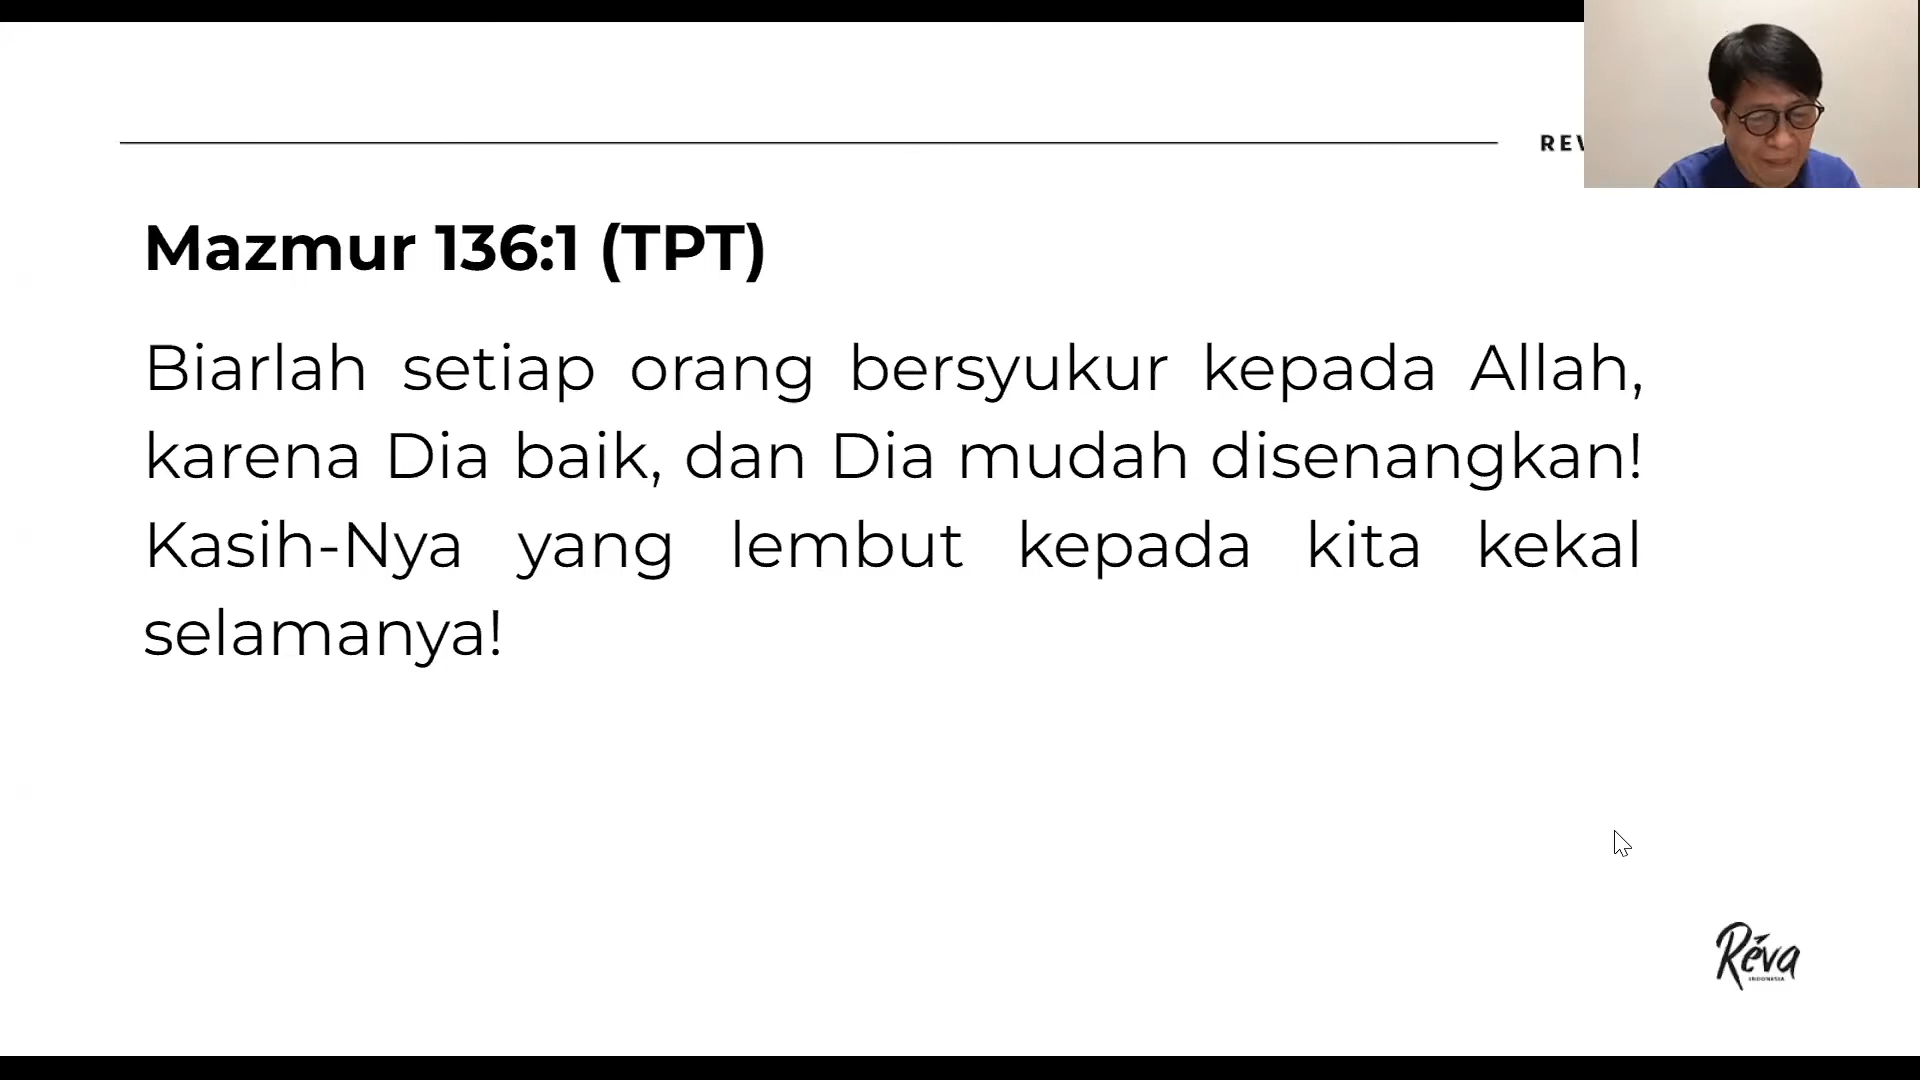 Mazmur 136:1 (TPT)
Biarlah setiap orang bersyukur kepada Allah,
karena Dia baik, dan Dia mudah disenangkan!
Kasih-Nya yang lembut kepada kita kekal
selamanya!
Réva
INDONESIA